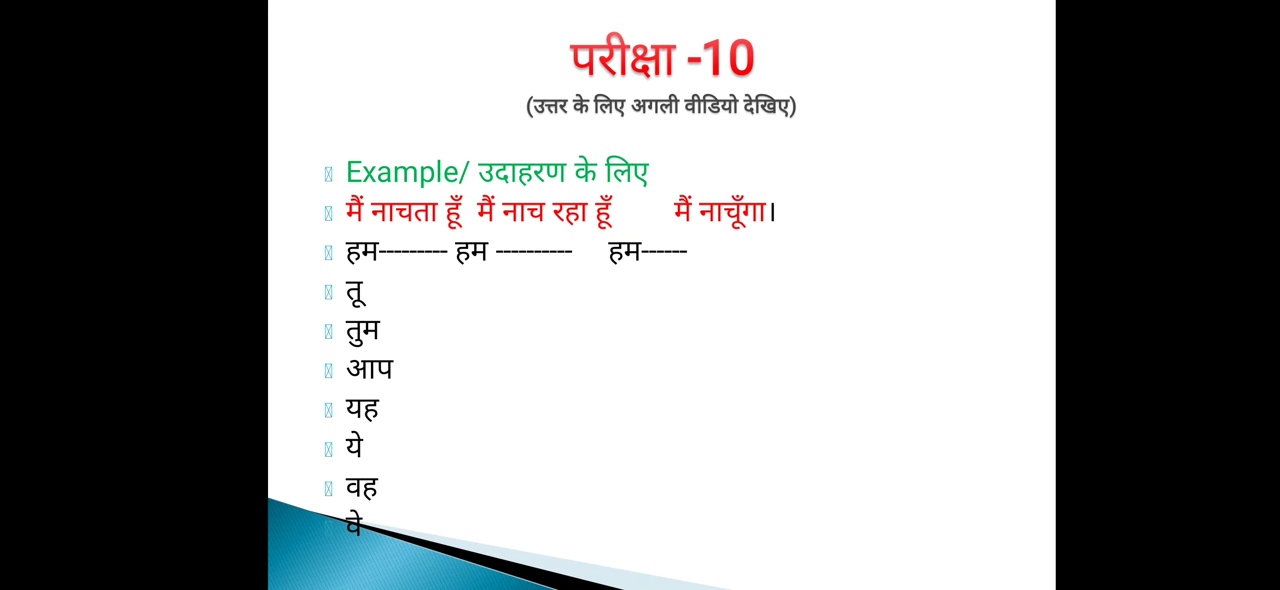 परीक्षा -10
(उत्तर के लिए अगली वीडियो देखिए)
Example/ उदाहरण के लिए
मैं नाचता हूँ मैं नाच रहा हूँ मैं नाचूँगा।
हम--------- हम ---------- हम------
तू
तुम
आप
यह
ये
वह
वे